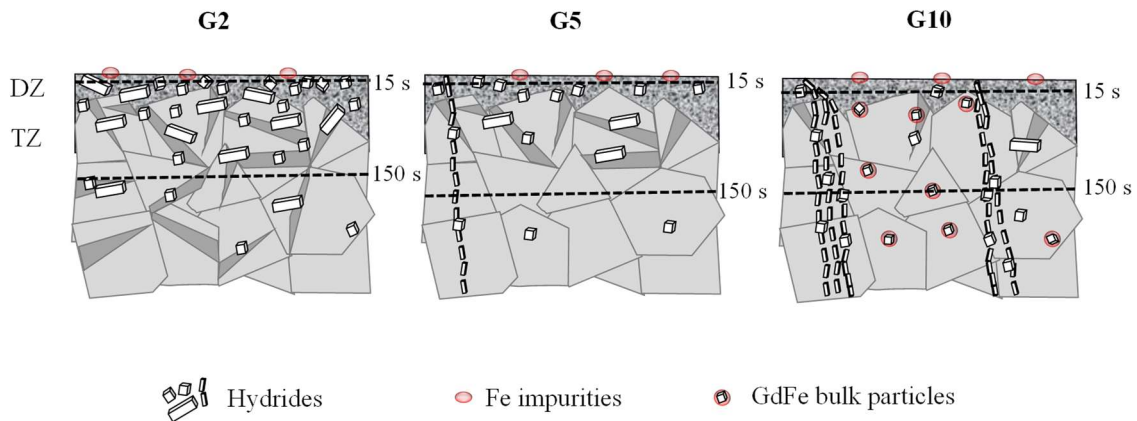 G2 G5 G10
DZ 15 s 15 s 15 s
TZ
150 s 150 s 150 s
Hydrides Fe impurities GdFe bulk particles